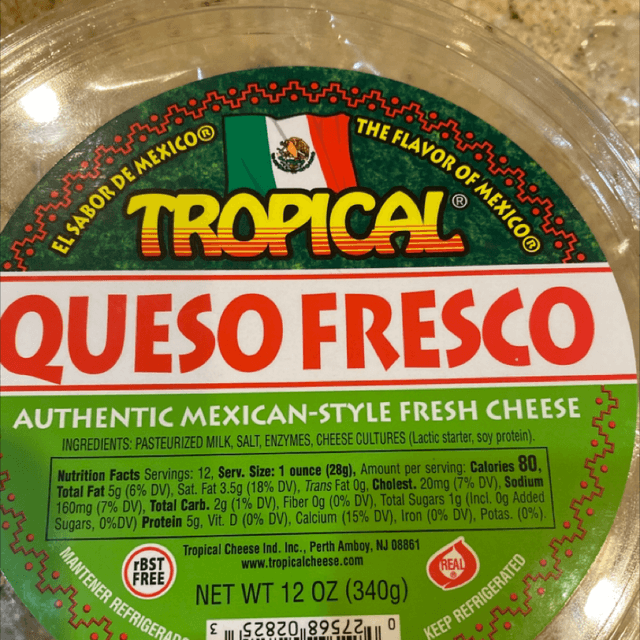 EL SABOR DE MEXICO®
THE FLAVOR OF MEXICO®
TROPICAL®
QUESO FRESCO
AUTHENTIC MEXICAN-STYLE FRESH CHEESE
INGREDIENTS: PASTEURIZED MILK, SALT, ENZYMES, CHEESE CULTURES (Lactic starter, soy protein).
Nutrition Facts Servings: 12, Serv. Size: 1 ounce (28g), Amount per serving: Calories 80,
Total Fat 5g (6% DV), Sat. Fat 3.5g (18% DV), Trans Fat 0g, Cholest. 20mg (7% DV), Sodium
160mg (7% DV), Total Carb. 2g (1% DV), Fiber 0g (0% DV), Total Sugars 1g (Incl. 0g Added
Sugars, 0%DV) Protein 5g, Vit. D (0% DV), Calcium (15% DV), Iron (0% DV), Potas. (0%).
Tropical Cheese Ind. Inc., Perth Amboy, NJ 08861
www.tropicalcheese.com
rBST
FREE
REAL
NET WT 12 OZ (340g)
MANTENER REFRIGERADO
KEEP REFRIGERATED
0 27568 02825 3